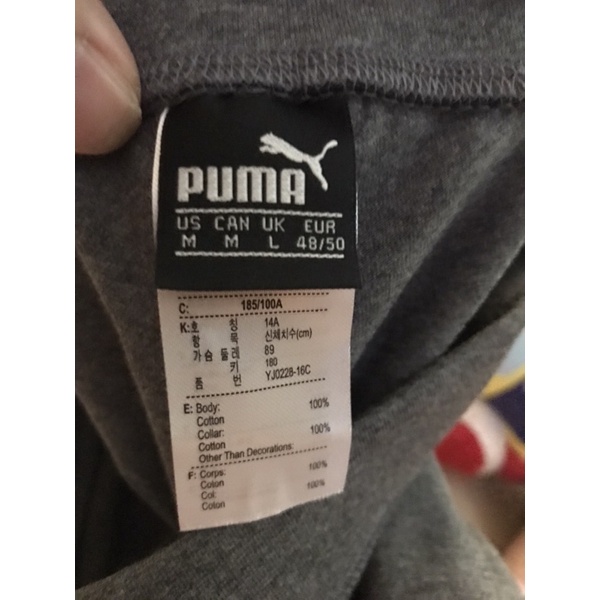 PUMA
US CAN UK EUR
M M L 48/50
C: 185/100A
K: 호 칭 14A
항 목 신체치수(cm)
가 슴 둘 레 89
키 180
품 번 YJ0228-16C
E: Body: 100%
Cotton
Collar: 100%
Cotton
Other Than Decorations:
F: Corps: 100%
Coton
Col: 100%
Coton